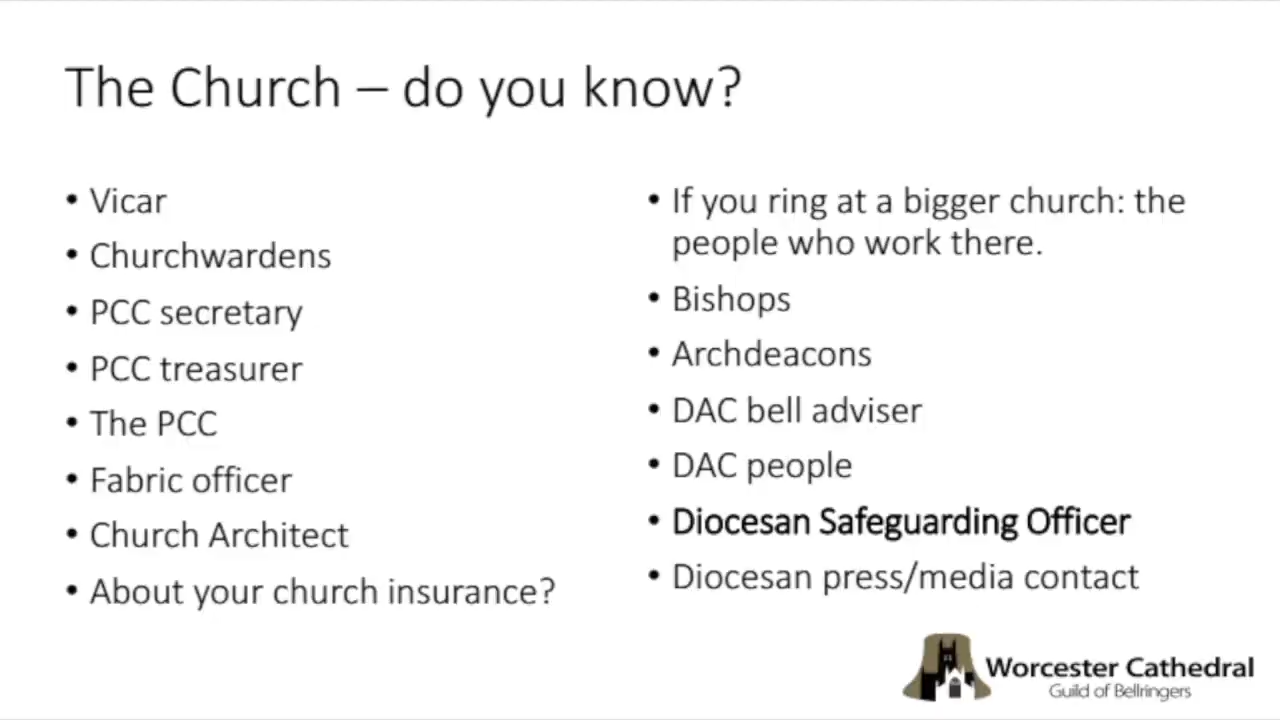 The Church – do you know?
• Vicar
• Churchwardens
• PCC secretary
• PCC treasurer
• The PCC
• Fabric officer
• Church Architect
• About your church insurance?
• If you ring at a bigger church: the
people who work there.
• Bishops
• Archdeacons
• DAC bell adviser
• DAC people
• Diocesan Safeguarding Officer
• Diocesan press/media contact
Worcester Cathedral
Guild of Bellringers